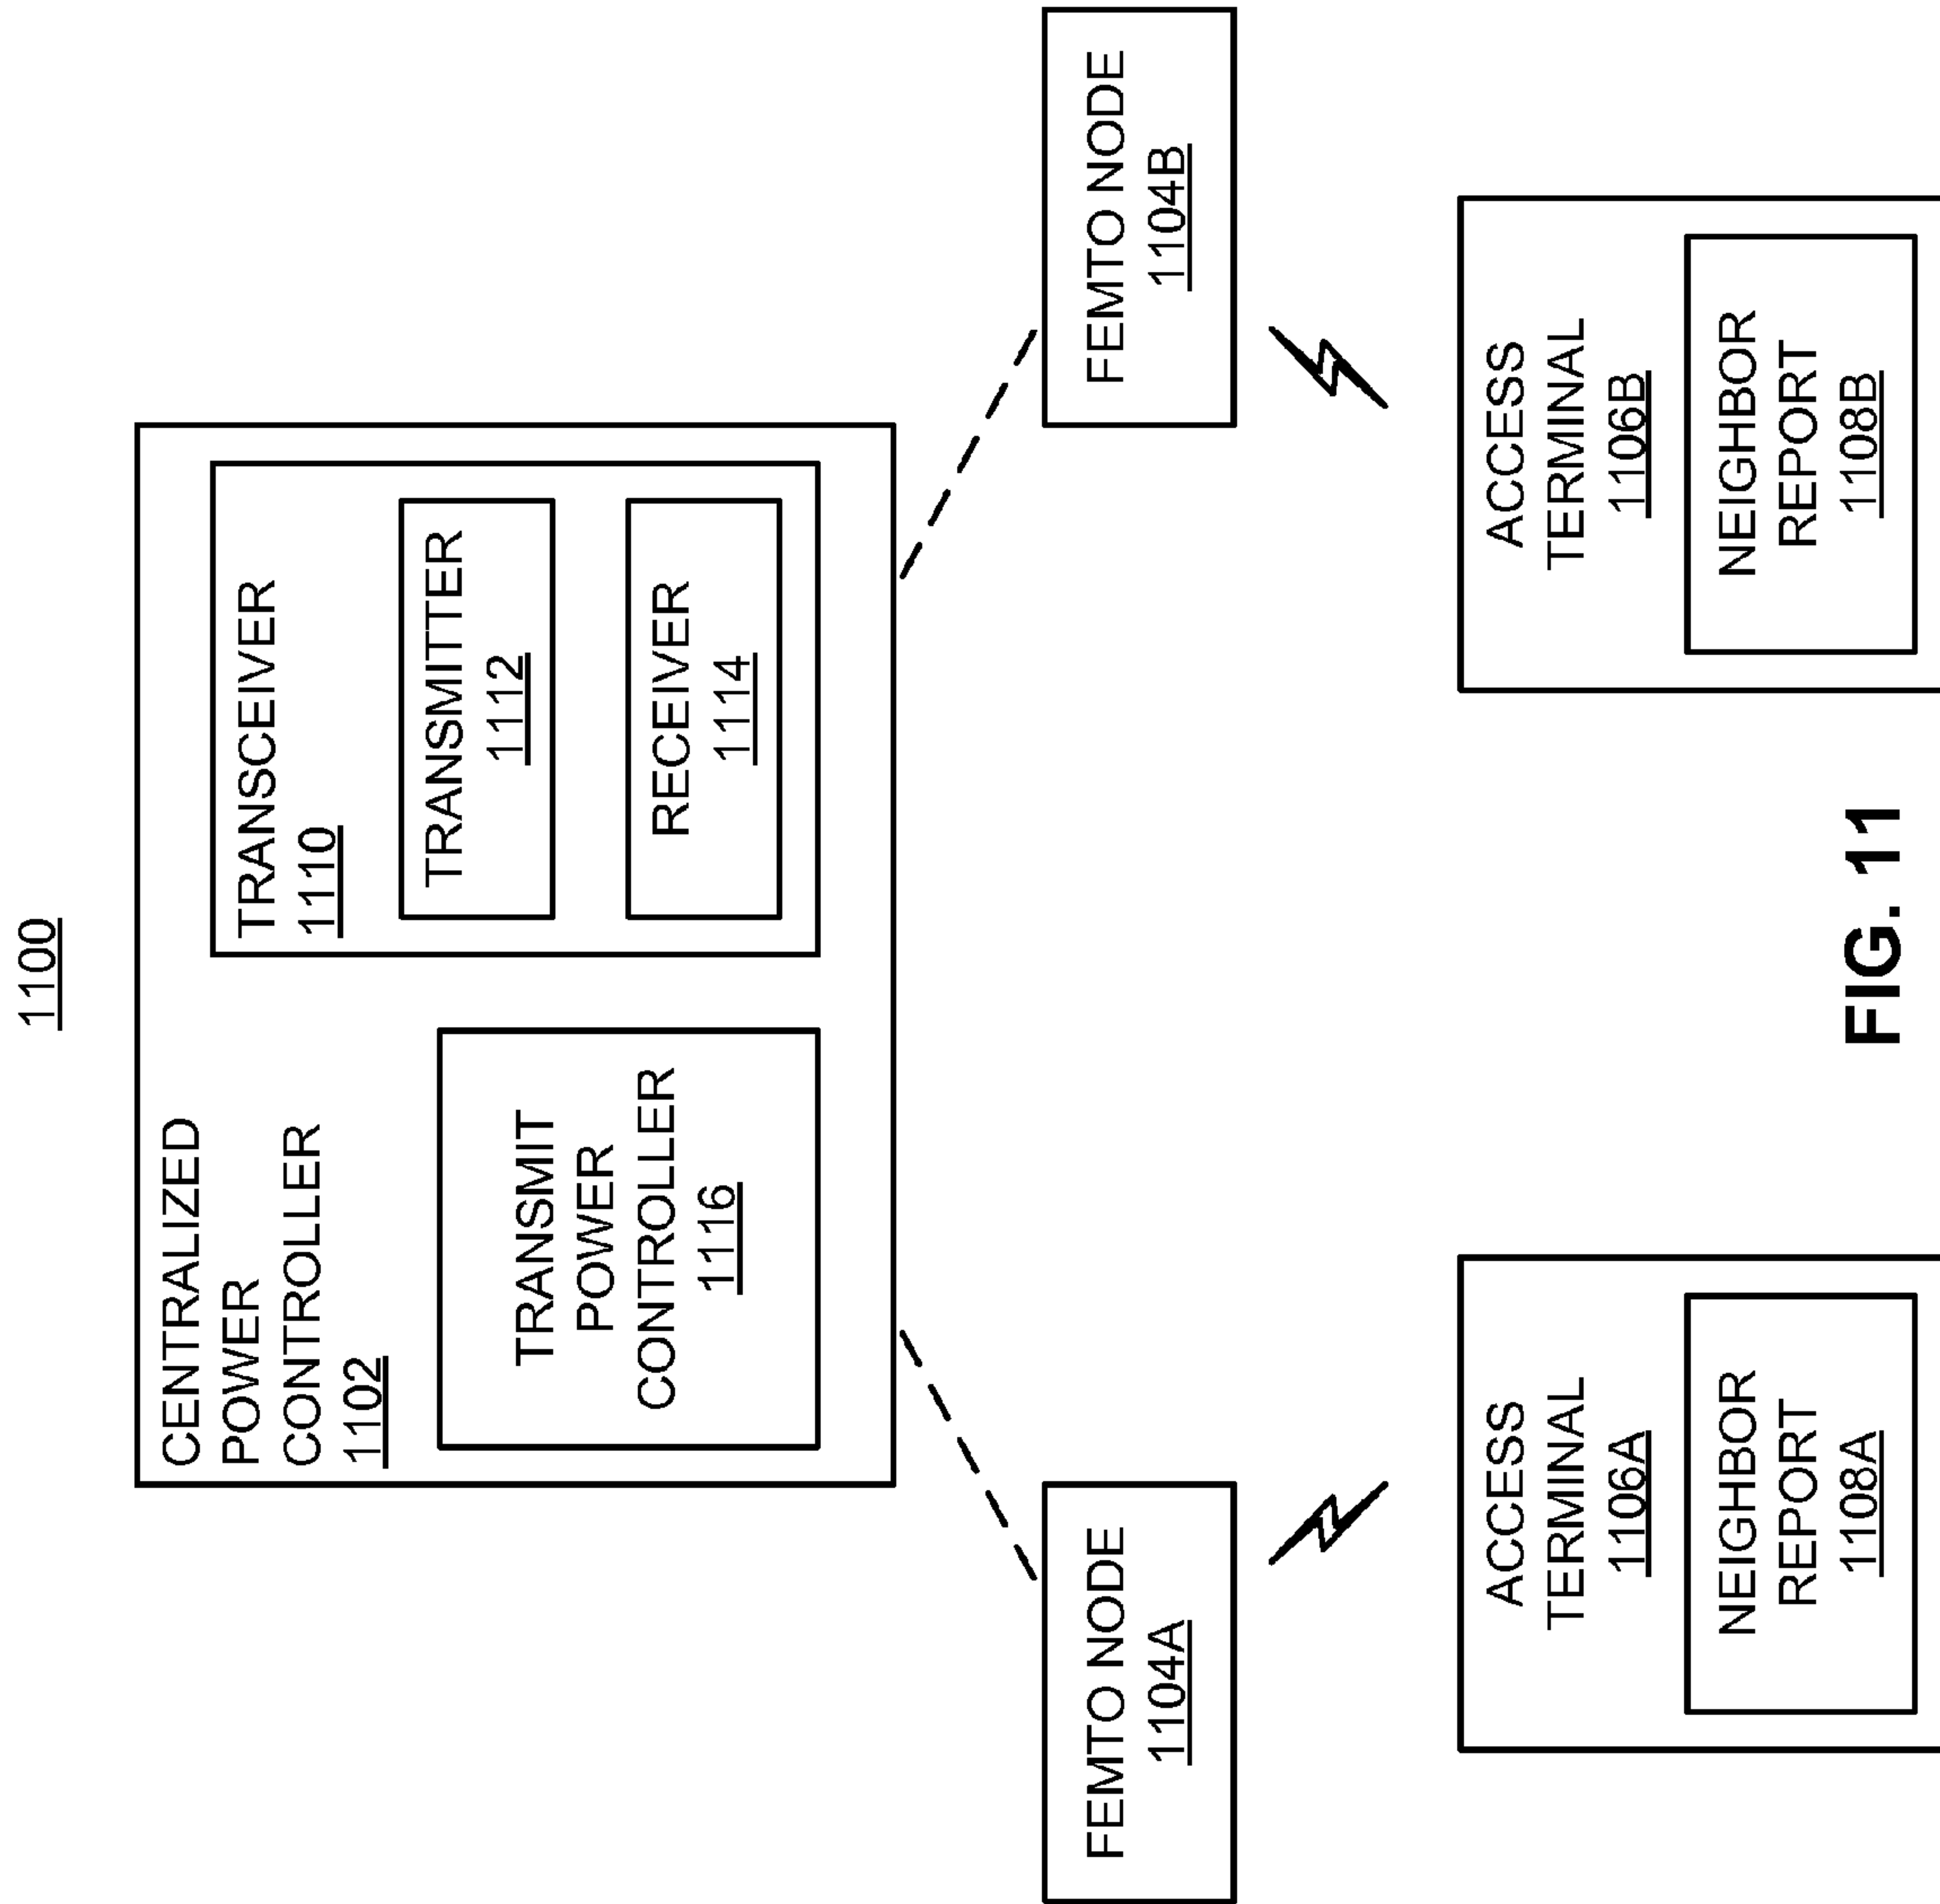 1100
CENTRALIZED
POWER
CONTROLLER
1102
TRANSMIT
POWER
CONTROLLER
1116
TRANSCEIVER
1110
TRANSMITTER
1112
RECEIVER
1114
FEMTO NODE
1104A
FEMTO NODE
1104B
ACCESS
TERMINAL
1106A
NEIGHBOR
REPORT
1108A
ACCESS
TERMINAL
1106B
NEIGHBOR
REPORT
1108B
FIG. 11